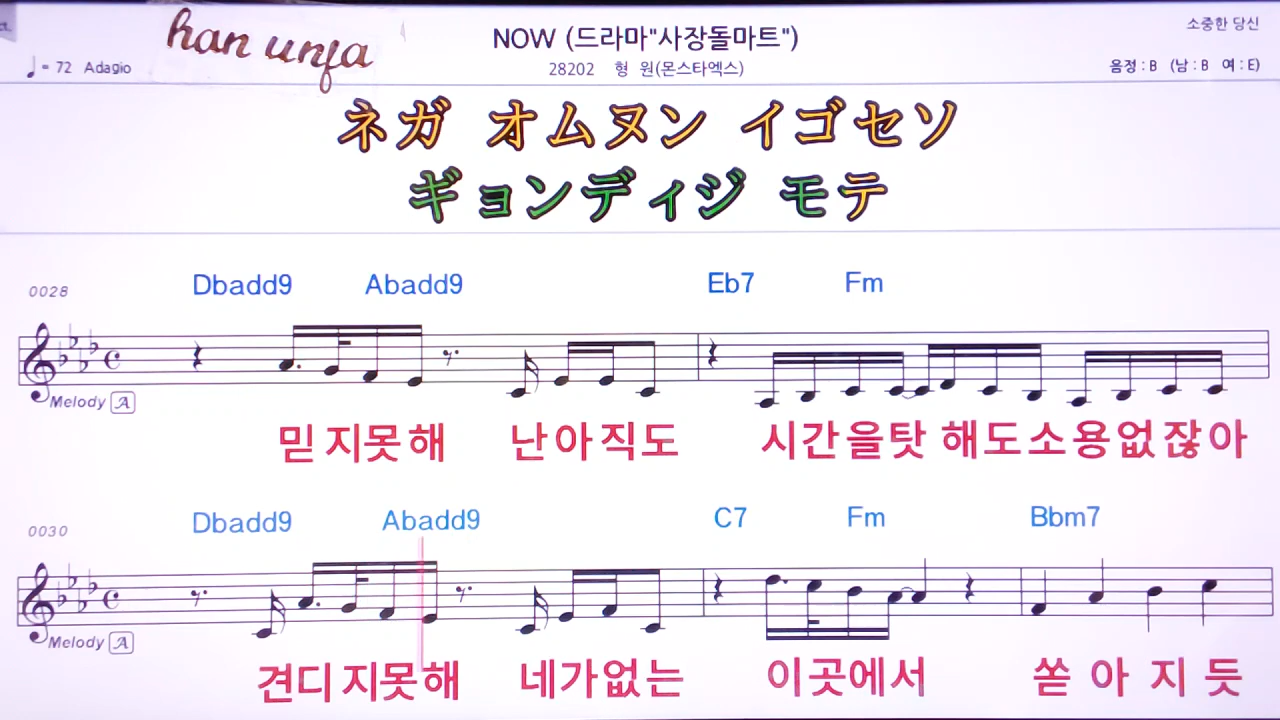 han unja
NOW (드라마"사장돌마트")
소중한 당신
♩= 72 Adagio
28202 형 원(몬스타엑스)
음정 : B (남 : B 여 : E)
ネガ オムヌン イゴセソ
ギョンディジ モテ
0028 Dbadd9 Abadd9 Eb7 Fm
Melody A
믿지못해 난아직도 시간을탓 해도소용없잖아
0030 Dbadd9 Abadd9 C7 Fm Bbm7
Melody A
견디지못해 네가없는 이곳에서 쏟아지듯